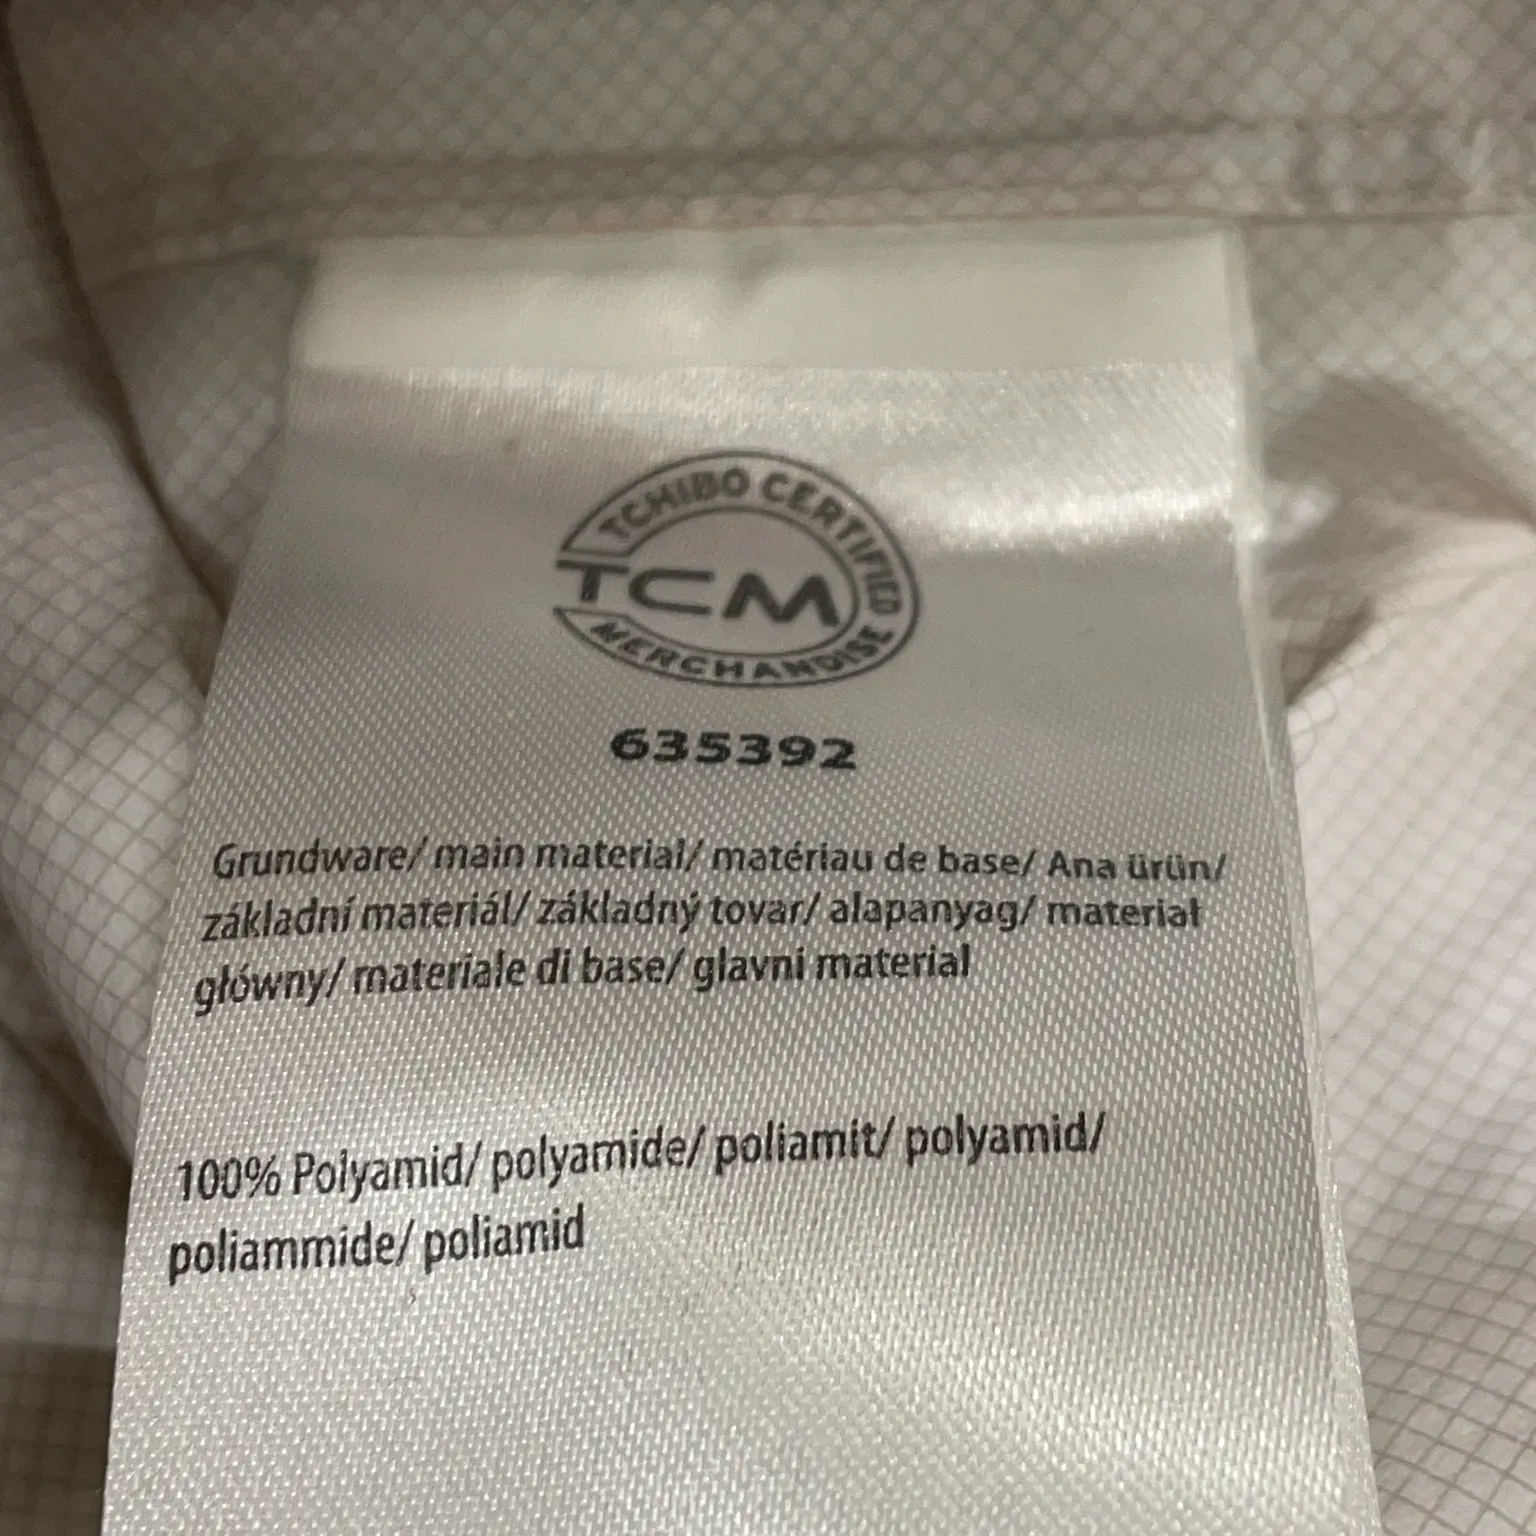 TCHIBO CERTIFIED
TCM
MERCHANDISE
635392
Grundware/ main material/ matériau de base/ Ana ürün/
základní materiál/ základný tovar/ alapanyag/ materiał
główny/ materiale di base/ glavni material
100% Polyamid/ polyamide/ poliamit/ polyamid/
poliammide/ poliamid